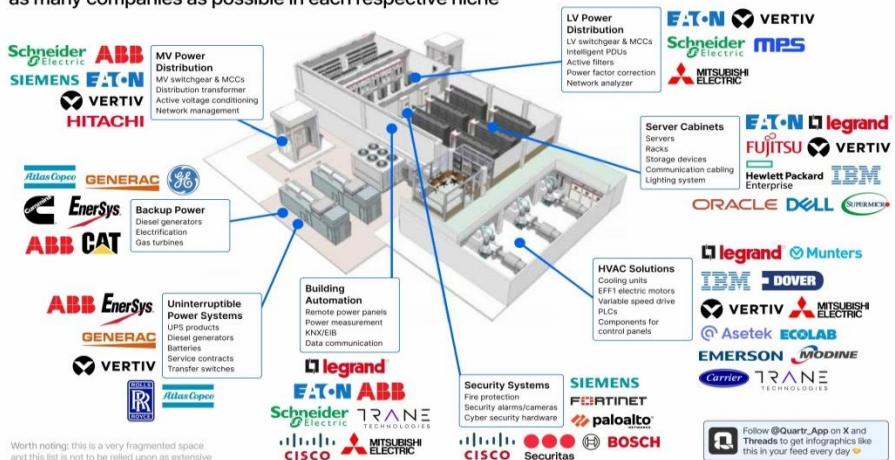 as many companies as possible in each respective niche
Schneider Electric
ABB
SIEMENS
EATON
VERTIV
HITACHI
MV Power
Distribution
MV switchgear & MCCs
Distribution transformer
Active voltage conditioning
Network management
LV Power
Distribution
LV switchgear & MCCs
Intelligent PDUs
Active filters
Power factor correction
Network analyzer
EATON
VERTIV
Schneider Electric
mps
MITSUBISHI
ELECTRIC
Server Cabinets
Servers
Racks
Storage devices
Communication cabling
Lighting system
EATON
legrand
FUJITSU
VERTIV
Hewlett Packard
Enterprise
IBM
ORACLE
DELL
SUPERMICRO
Atlas Copco
GENERAC
GE
Cummins
EnerSys
ABB
CAT
Backup Power
Diesel generators
Electrification
Gas turbines
ABB
EnerSys
GENERAC
VERTIV
ROLLS
RR
ROYCE
Atlas Copco
Uninterruptible
Power Systems
UPS products
Diesel generators
Batteries
Service contracts
Transfer switches
Building
Automation
Remote power panels
Power measurement
KNX/EIB
Data communication
legrand
EATON
ABB
Schneider Electric
TRANE
TECHNOLOGIES
CISCO
MITSUBISHI
ELECTRIC
Security Systems
Fire protection
Security alarms/cameras
Cyber security hardware
SIEMENS
FORTINET
paloalto
NETWORKS
CISCO
Securitas
BOSCH
HVAC Solutions
Cooling units
EFF1 electric motors
Variable speed drive
PLCs
Components for
control panels
legrand
Munters
IBM
DOVER
VERTIV
MITSUBISHI
ELECTRIC
Asetek
ECOLAB
EMERSON
MODINE
Carrier
TRANE
TECHNOLOGIES
Worth noting: this is a very fragmented space
and this list is not to be relied upon as extensive
Follow @Quartr_App on X and
Threads to get infographics like
this in your feed every day